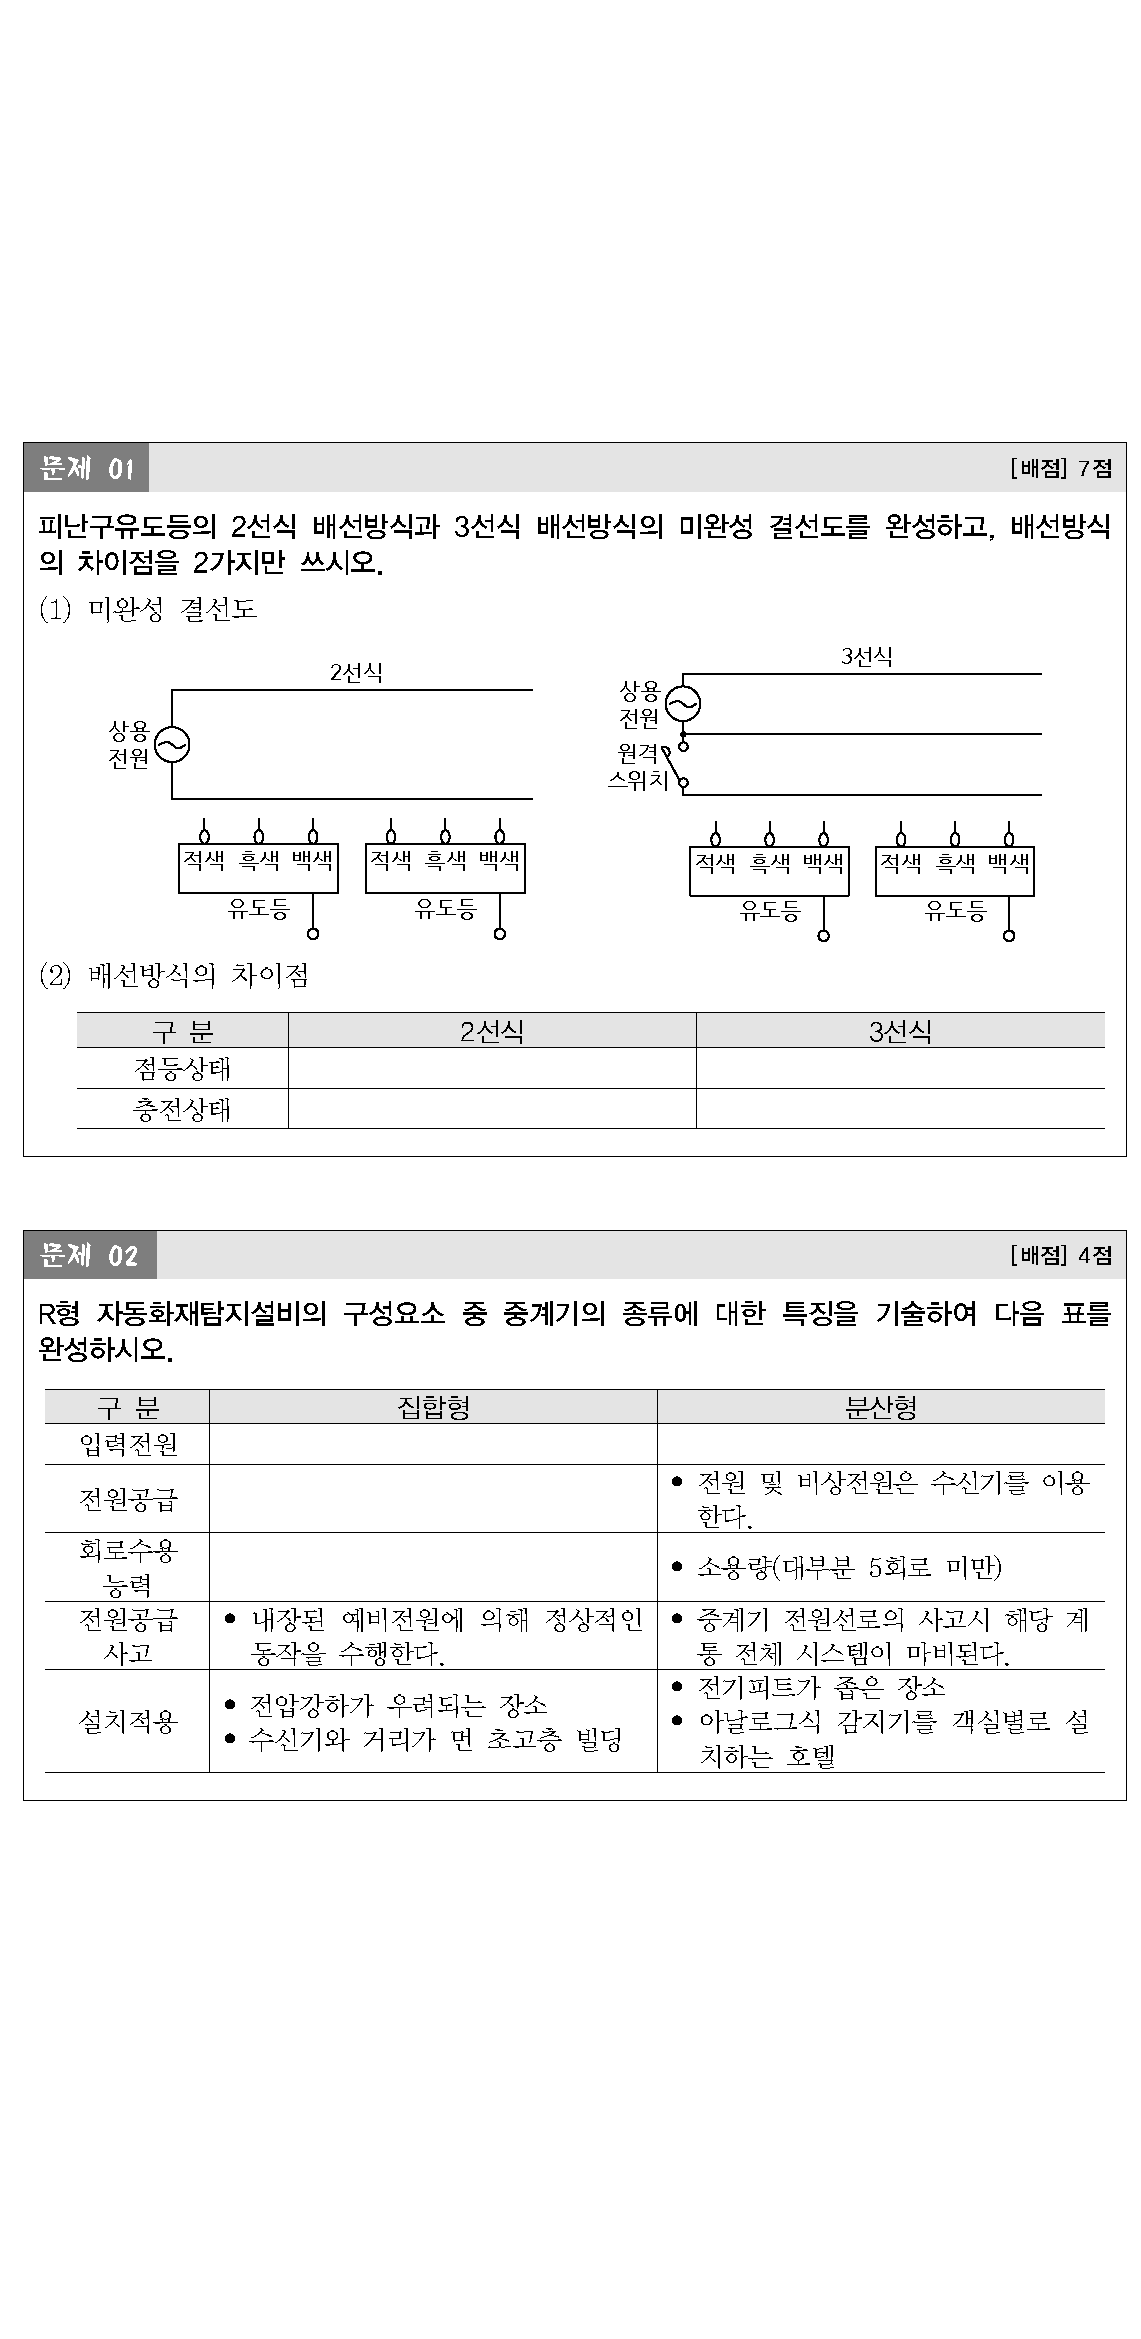 문제 01
[배점] 7점
피난구유도등의 2선식 배선방식과 3선식 배선방식의 미완성 결선도를 완성하고, 배선방식
의 차이점을 2가지만 쓰시오.
(1) 미완성 결선도
2선식
상용
전원
적색 흑색 백색
유도등
적색 흑색 백색
유도등
3선식
상용
전원
원격
스위치
적색 흑색 백색
유도등
적색 흑색 백색
유도등
(2) 배선방식의 차이점
구 분 2선식 3선식
점등상태
충전상태
문제 02
[배점] 4점
R형 자동화재탐지설비의 구성요소 중 중계기의 종류에 대한 특징을 기술하여 다음 표를
완성하시오.
구 분 집합형 분산형
입력전원
전원공급
• 전원 및 비상전원은 수신기를 이용
한다.
회로수용
능력
• 소용량(대부분 5회로 미만)
전원공급
사고
• 내장된 예비전원에 의해 정상적인
동작을 수행한다.
• 중계기 전원선로의 사고시 해당 계
통 전체 시스템이 마비된다.
설치적용
• 전압강하가 우려되는 장소
• 수신기와 거리가 먼 초고층 빌딩
• 전기피트가 좁은 장소
• 아날로그식 감지기를 객실별로 설
치하는 호텔